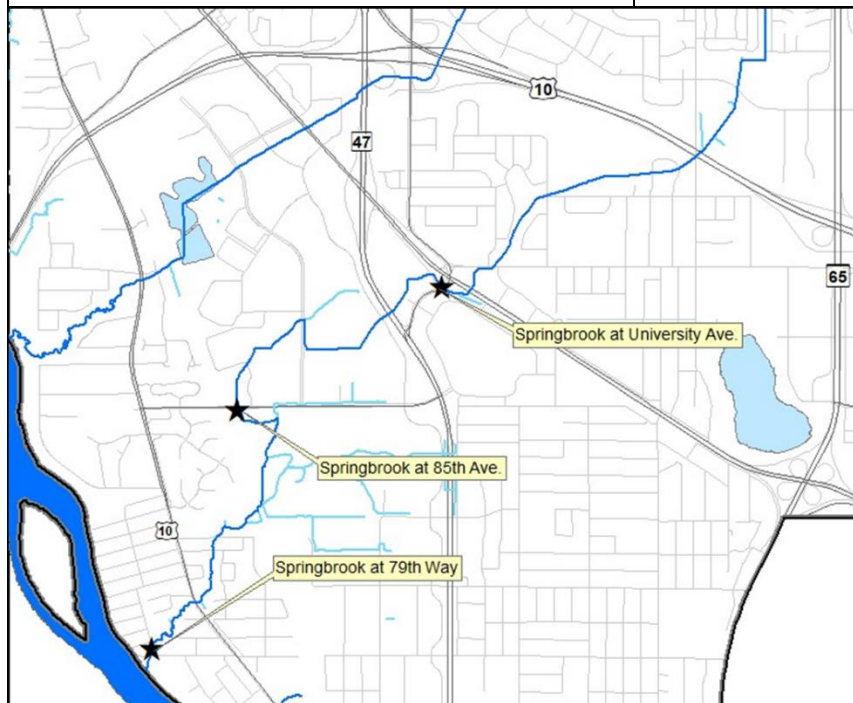 10
47
65
Springbrook at University Ave.
Springbrook at 85th Ave.
10
Springbrook at 79th Way